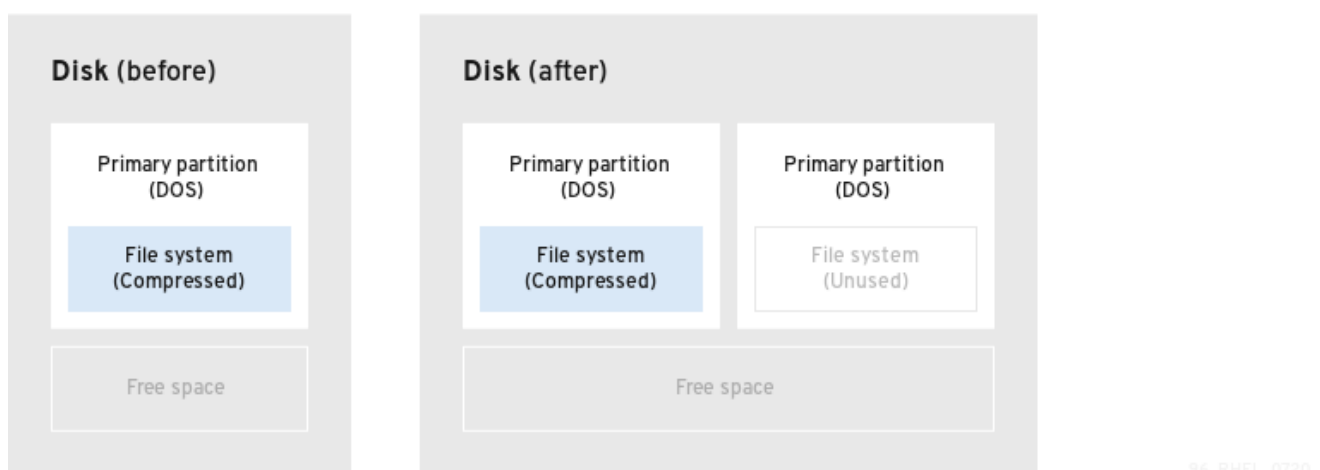 Disk (before)
Primary partition
(DOS)
File system
(Compressed)
Free space
Disk (after)
Primary partition
(DOS)
File system
(Compressed)
Primary partition
(DOS)
File system
(Unused)
Free space